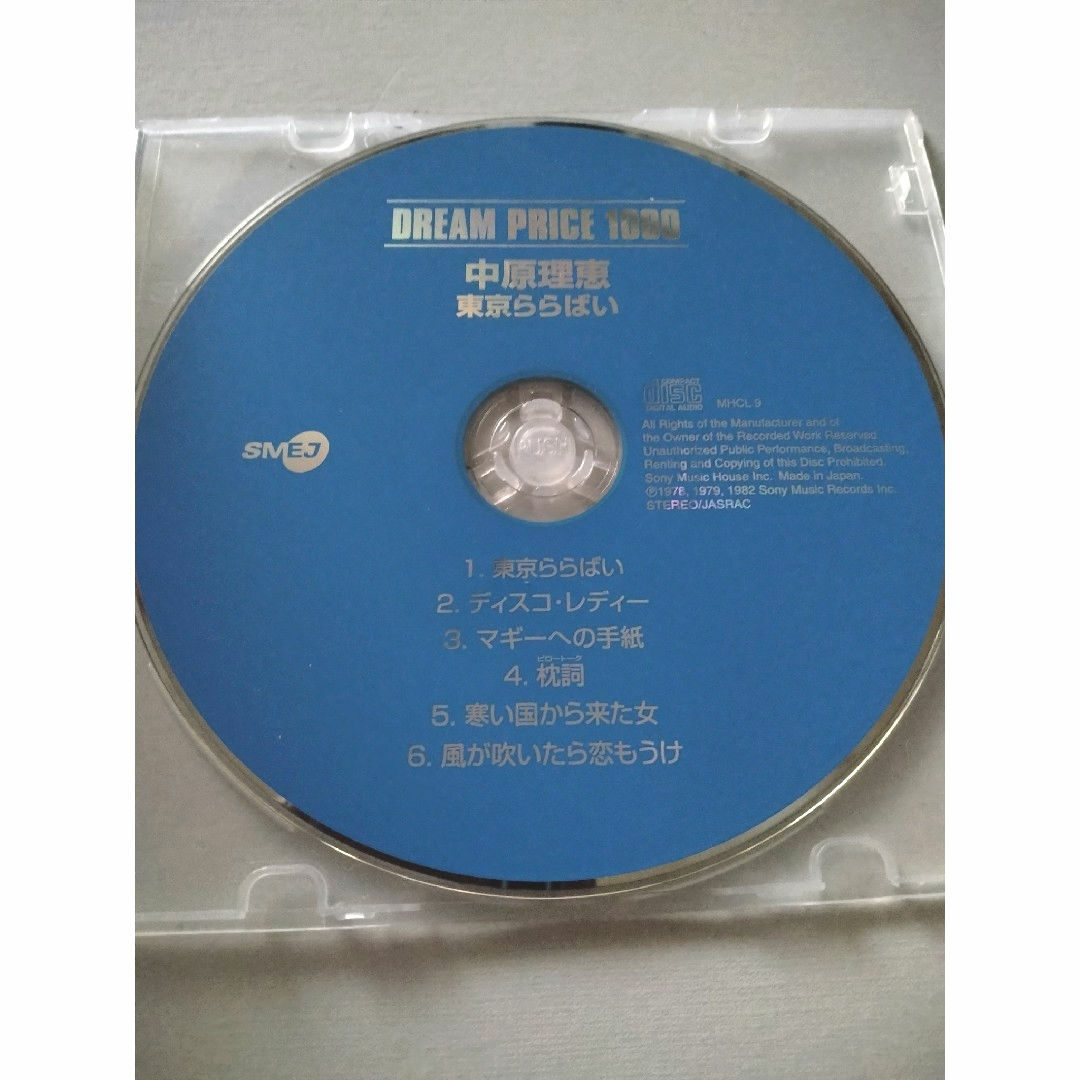 DREAM PRICE 1000
中原理恵
東京ららばい
SMEJ
COMPACT
disc
DIGITAL AUDIO
MHCL 9
All Rights of the Manufacturer and of
the Owner of the Recorded Work Reserved.
Unauthorized Public Performance, Broadcasting,
Renting and Copying of this Disc Prohibited.
Sony Music House Inc. Made in Japan.
℗1978, 1979, 1982 Sony Music Records Inc.
STEREO/JASRAC
1. 東京ららばい
2. ディスコ・レディー
3. マギーへの手紙
ピロートーク
4. 枕詞
5. 寒い国から来た女
6. 風が吹いたら恋もうけ